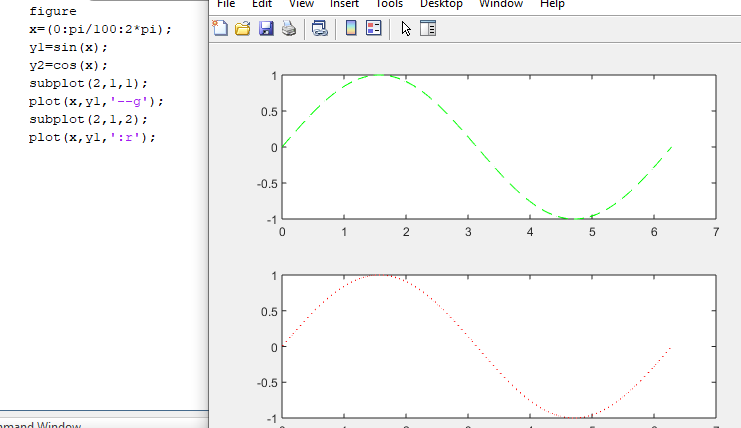 figure
x=(0:pi/100:2*pi);
y1=sin(x);
y2=cos(x);
subplot(2,1,1);
plot(x,y1,'--g');
subplot(2,1,2);
plot(x,y1,':r');
File Edit View Insert Tools Desktop Window Help
1
0.5
0
-0.5
-1
0 1 2 3 4 5 6 7
1
0.5
0
-0.5
-1
mand Window